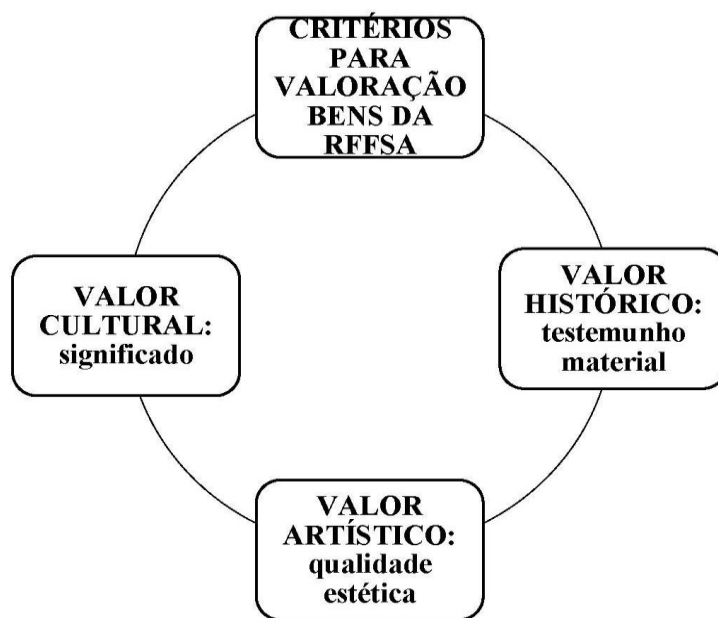 CRITÉRIOS
PARA
VALORAÇÃO
BENS DA
RFFSA
VALOR
CULTURAL:
significado
VALOR
HISTÓRICO:
testemunho
material
VALOR
ARTÍSTICO:
qualidade
estética